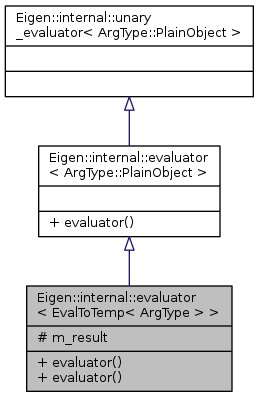 Eigen::internal::unary
_evaluator< ArgType::PlainObject >
Eigen::internal::evaluator
< ArgType::PlainObject >
+ evaluator()
Eigen::internal::evaluator
< EvalToTemp< ArgType > >
# m_result
+ evaluator()
+ evaluator()